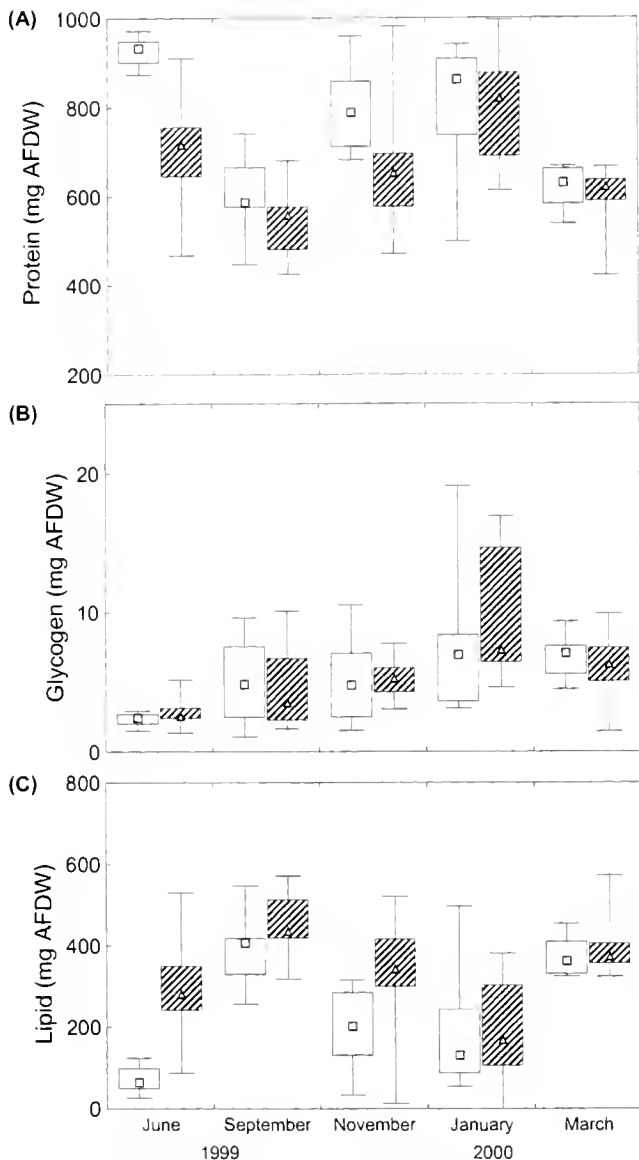 (A)
1000
800
600
400
200
Protein (mg AFDW)
(B)
20
10
0
Glycogen (mg AFDW)
(C)
800
600
400
200
0
Lipid (mg AFDW)
June September November January March
1999 2000